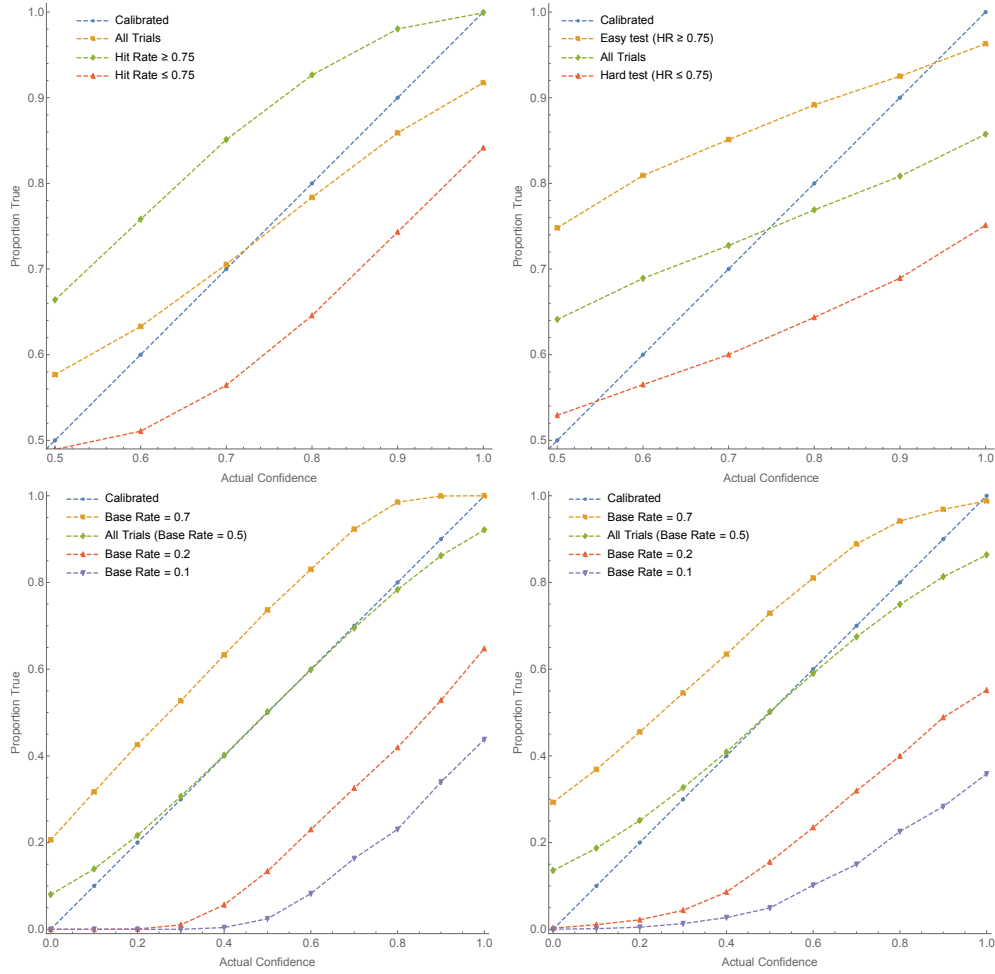 Calibrated
All Trials
Hit Rate ≥ 0.75
Hit Rate ≤ 0.75
1.0
0.9
0.8
0.7
0.6
0.5
Proportion True
0.5 0.6 0.7 0.8 0.9 1.0
Actual Confidence
Calibrated
Easy test (HR ≥ 0.75)
All Trials
Hard test (HR ≤ 0.75)
1.0
0.9
0.8
0.7
0.6
0.5
Proportion True
0.5 0.6 0.7 0.8 0.9 1.0
Actual Confidence
Calibrated
Base Rate = 0.7
All Trials (Base Rate = 0.5)
Base Rate = 0.2
Base Rate = 0.1
1.0
0.8
0.6
0.4
0.2
0.0
Proportion True
0.0 0.2 0.4 0.6 0.8 1.0
Actual Confidence
Calibrated
Base Rate = 0.7
All Trials (Base Rate = 0.5)
Base Rate = 0.2
Base Rate = 0.1
1.0
0.8
0.6
0.4
0.2
0.0
Proportion True
0.0 0.2 0.4 0.6 0.8 1.0
Actual Confidence